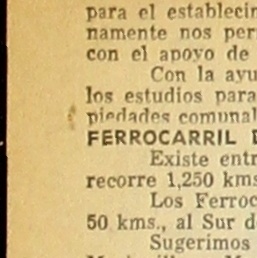 para el establecin
namente nos per
con el apoyo de
Con la ayu
los estudios para
piedades comunal
FERROCARRIL
Existe entr
recorre 1,250 kms
Los Ferroc
50 kms., al Sur d
Sugerimos